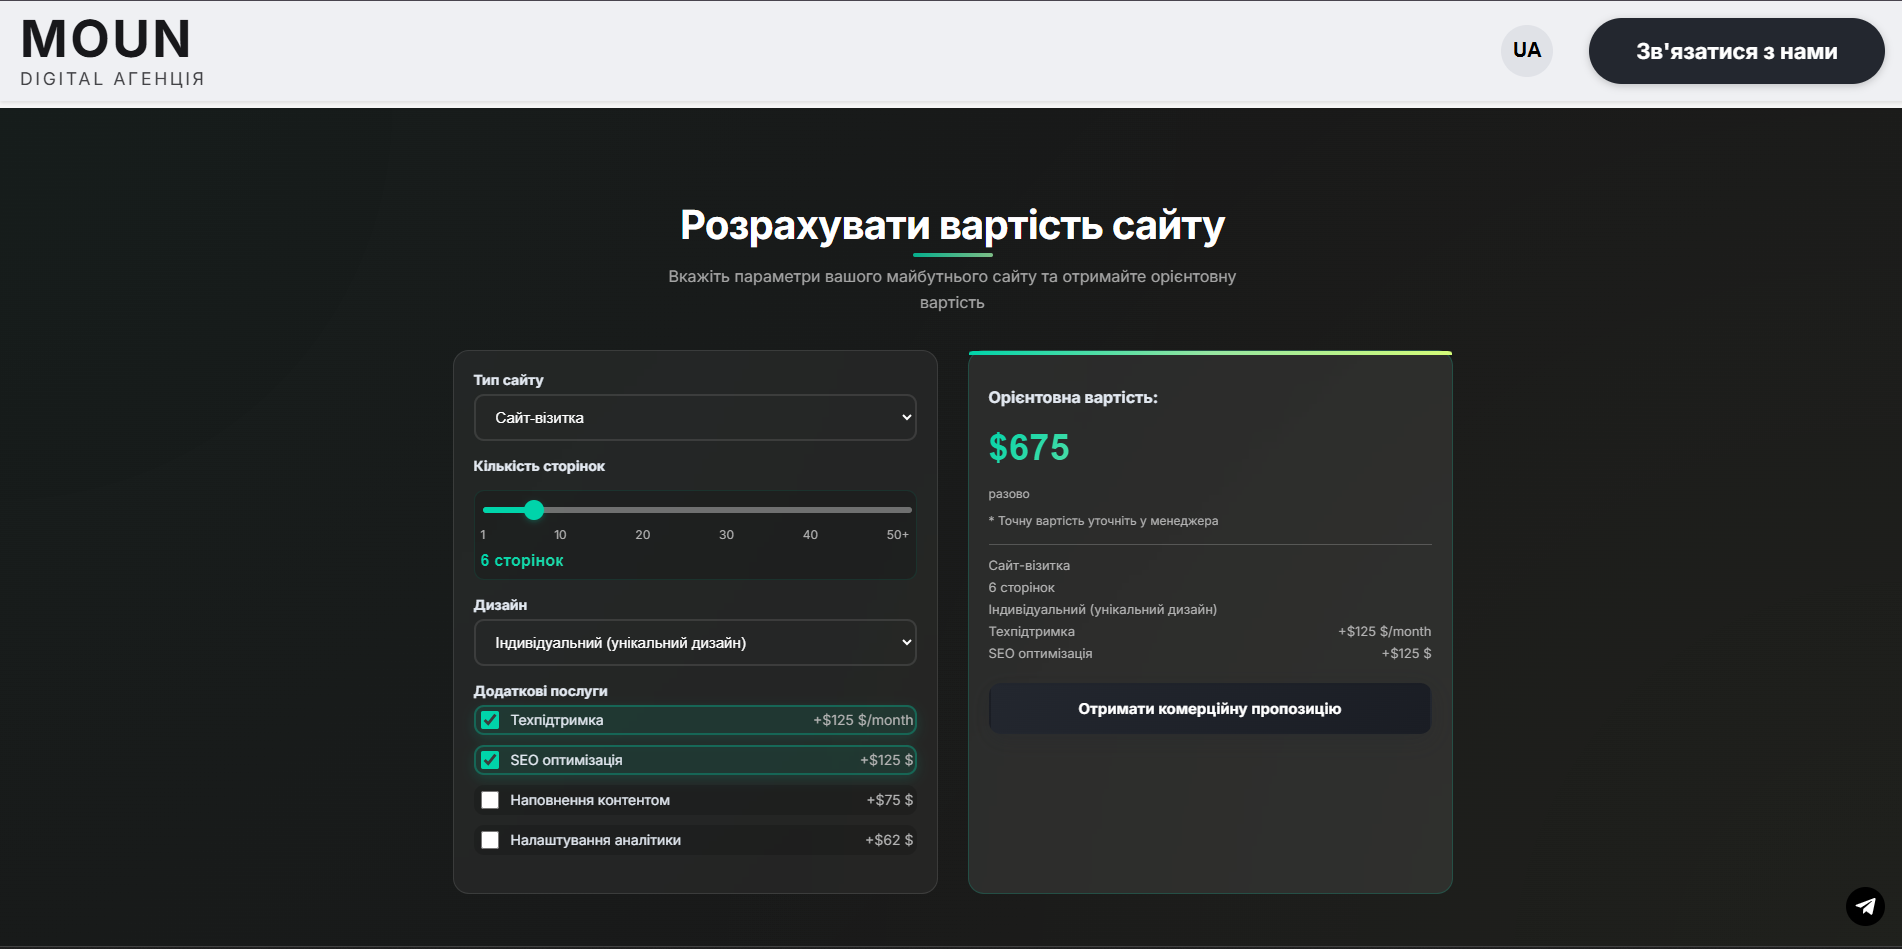 MOUN
DIGITAL АГЕНЦІЯ
UA
Зв'язатися з нами
Розрахувати вартість сайту
Вкажіть параметри вашого майбутнього сайту та отримайте орієнтовну
вартість
Тип сайту
Сайт-візитка
Кількість сторінок
1 10 20 30 40 50+
6 сторінок
Дизайн
Індивідуальний (унікальний дизайн)
Додаткові послуги
Техпідтримка +$125 $/month
SEO оптимізація +$125 $
Наповнення контентом +$75 $
Налаштування аналітики +$62 $
Орієнтовна вартість:
$675
разово
* Точну вартість уточніть у менеджера
Сайт-візитка
6 сторінок
Індивідуальний (унікальний дизайн)
Техпідтримка +$125 $/month
SEO оптимізація +$125 $
Отримати комерційну пропозицію